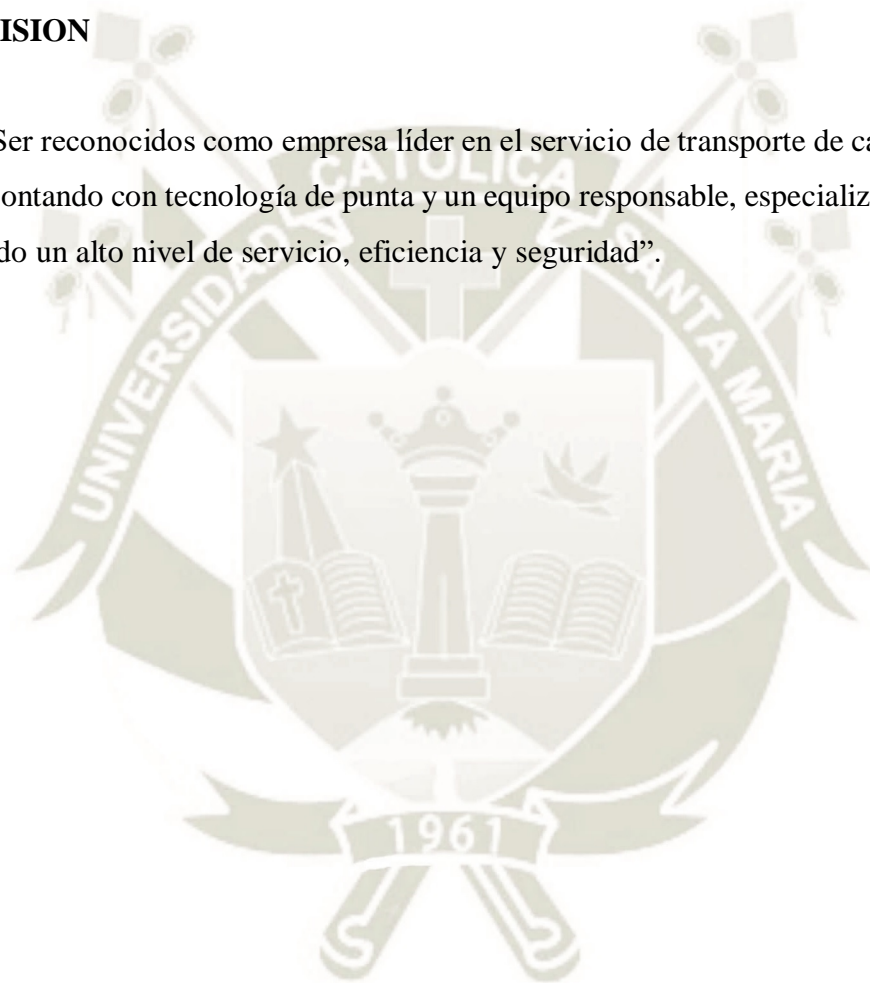 ISION
Ser reconocidos como empresa líder en el servicio de transporte de ca
ontando con tecnología de punta y un equipo responsable, especializ
do un alto nivel de servicio, eficiencia y seguridad”.
UNIVERSIDAD CATOLICA SANTA MARIA
1961